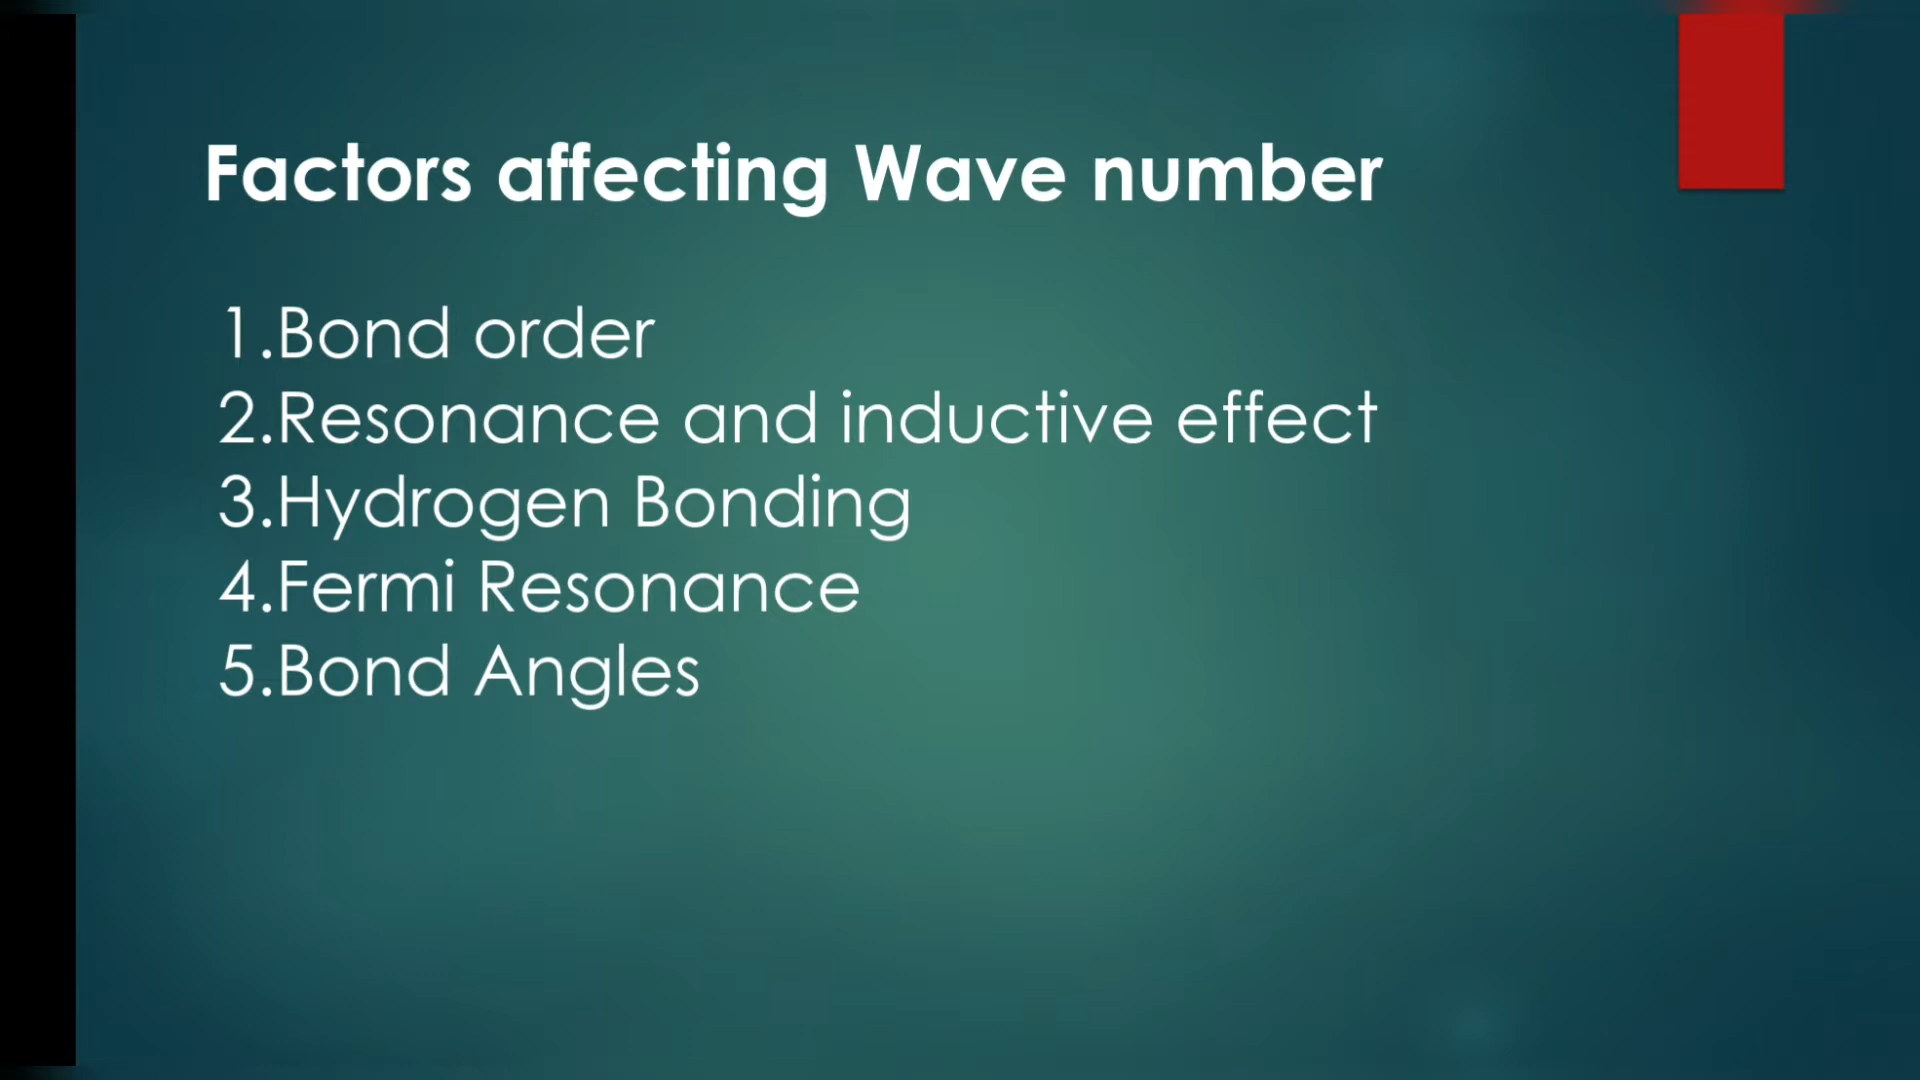 Factors affecting Wave number
1.Bond order
2.Resonance and inductive effect
3.Hydrogen Bonding
4.Fermi Resonance
5.Bond Angles